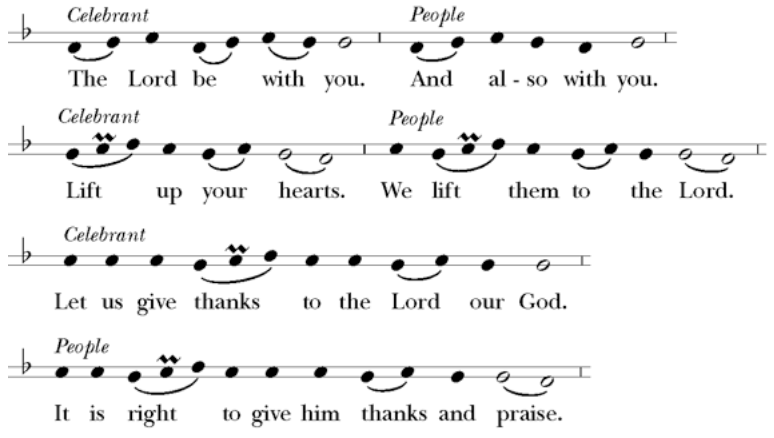 Celebrant People
The Lord be with you. And al - so with you.
Celebrant People
Lift up your hearts. We lift them to the Lord.
Celebrant
Let us give thanks to the Lord our God.
People
It is right to give him thanks and praise.